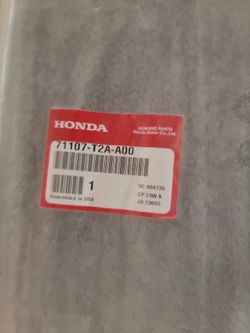 HONDA
GENUINE PARTS
Honda Motor Co., Ltd.
71107-T2A-A00
1
Assembled in USA